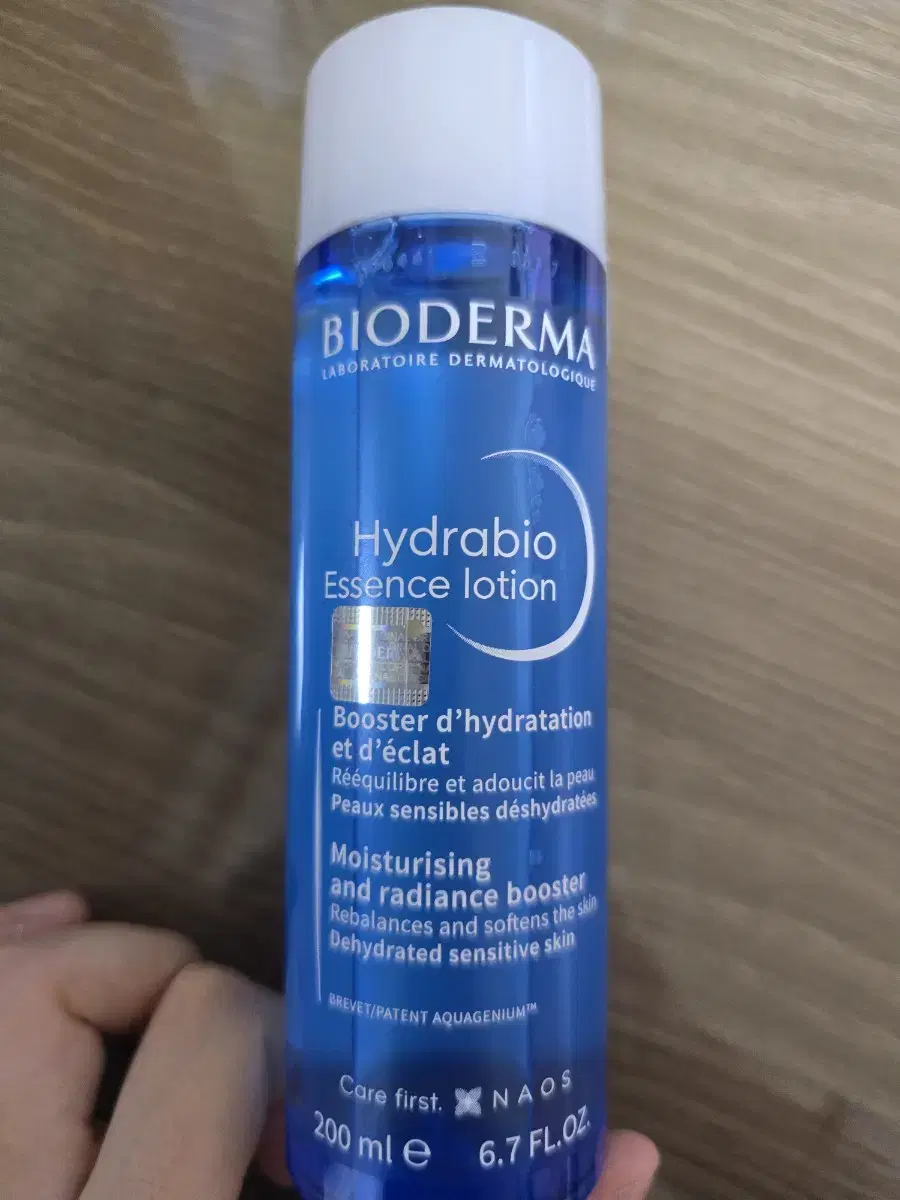 BIODERMA
LABORATOIRE DERMATOLOGIQUE
Hydrabio
Essence lotion
Booster d'hydratation
et d'éclat
Rééquilibre et adoucit la peau
Peaux sensibles déshydratées
Moisturising
and radiance booster
Rebalances and softens the skin
Dehydrated sensitive skin
BREVET/PATENT AQUAGENIUM™
Care first. NAOS
200 ml ℮ 6.7 FL.OZ.